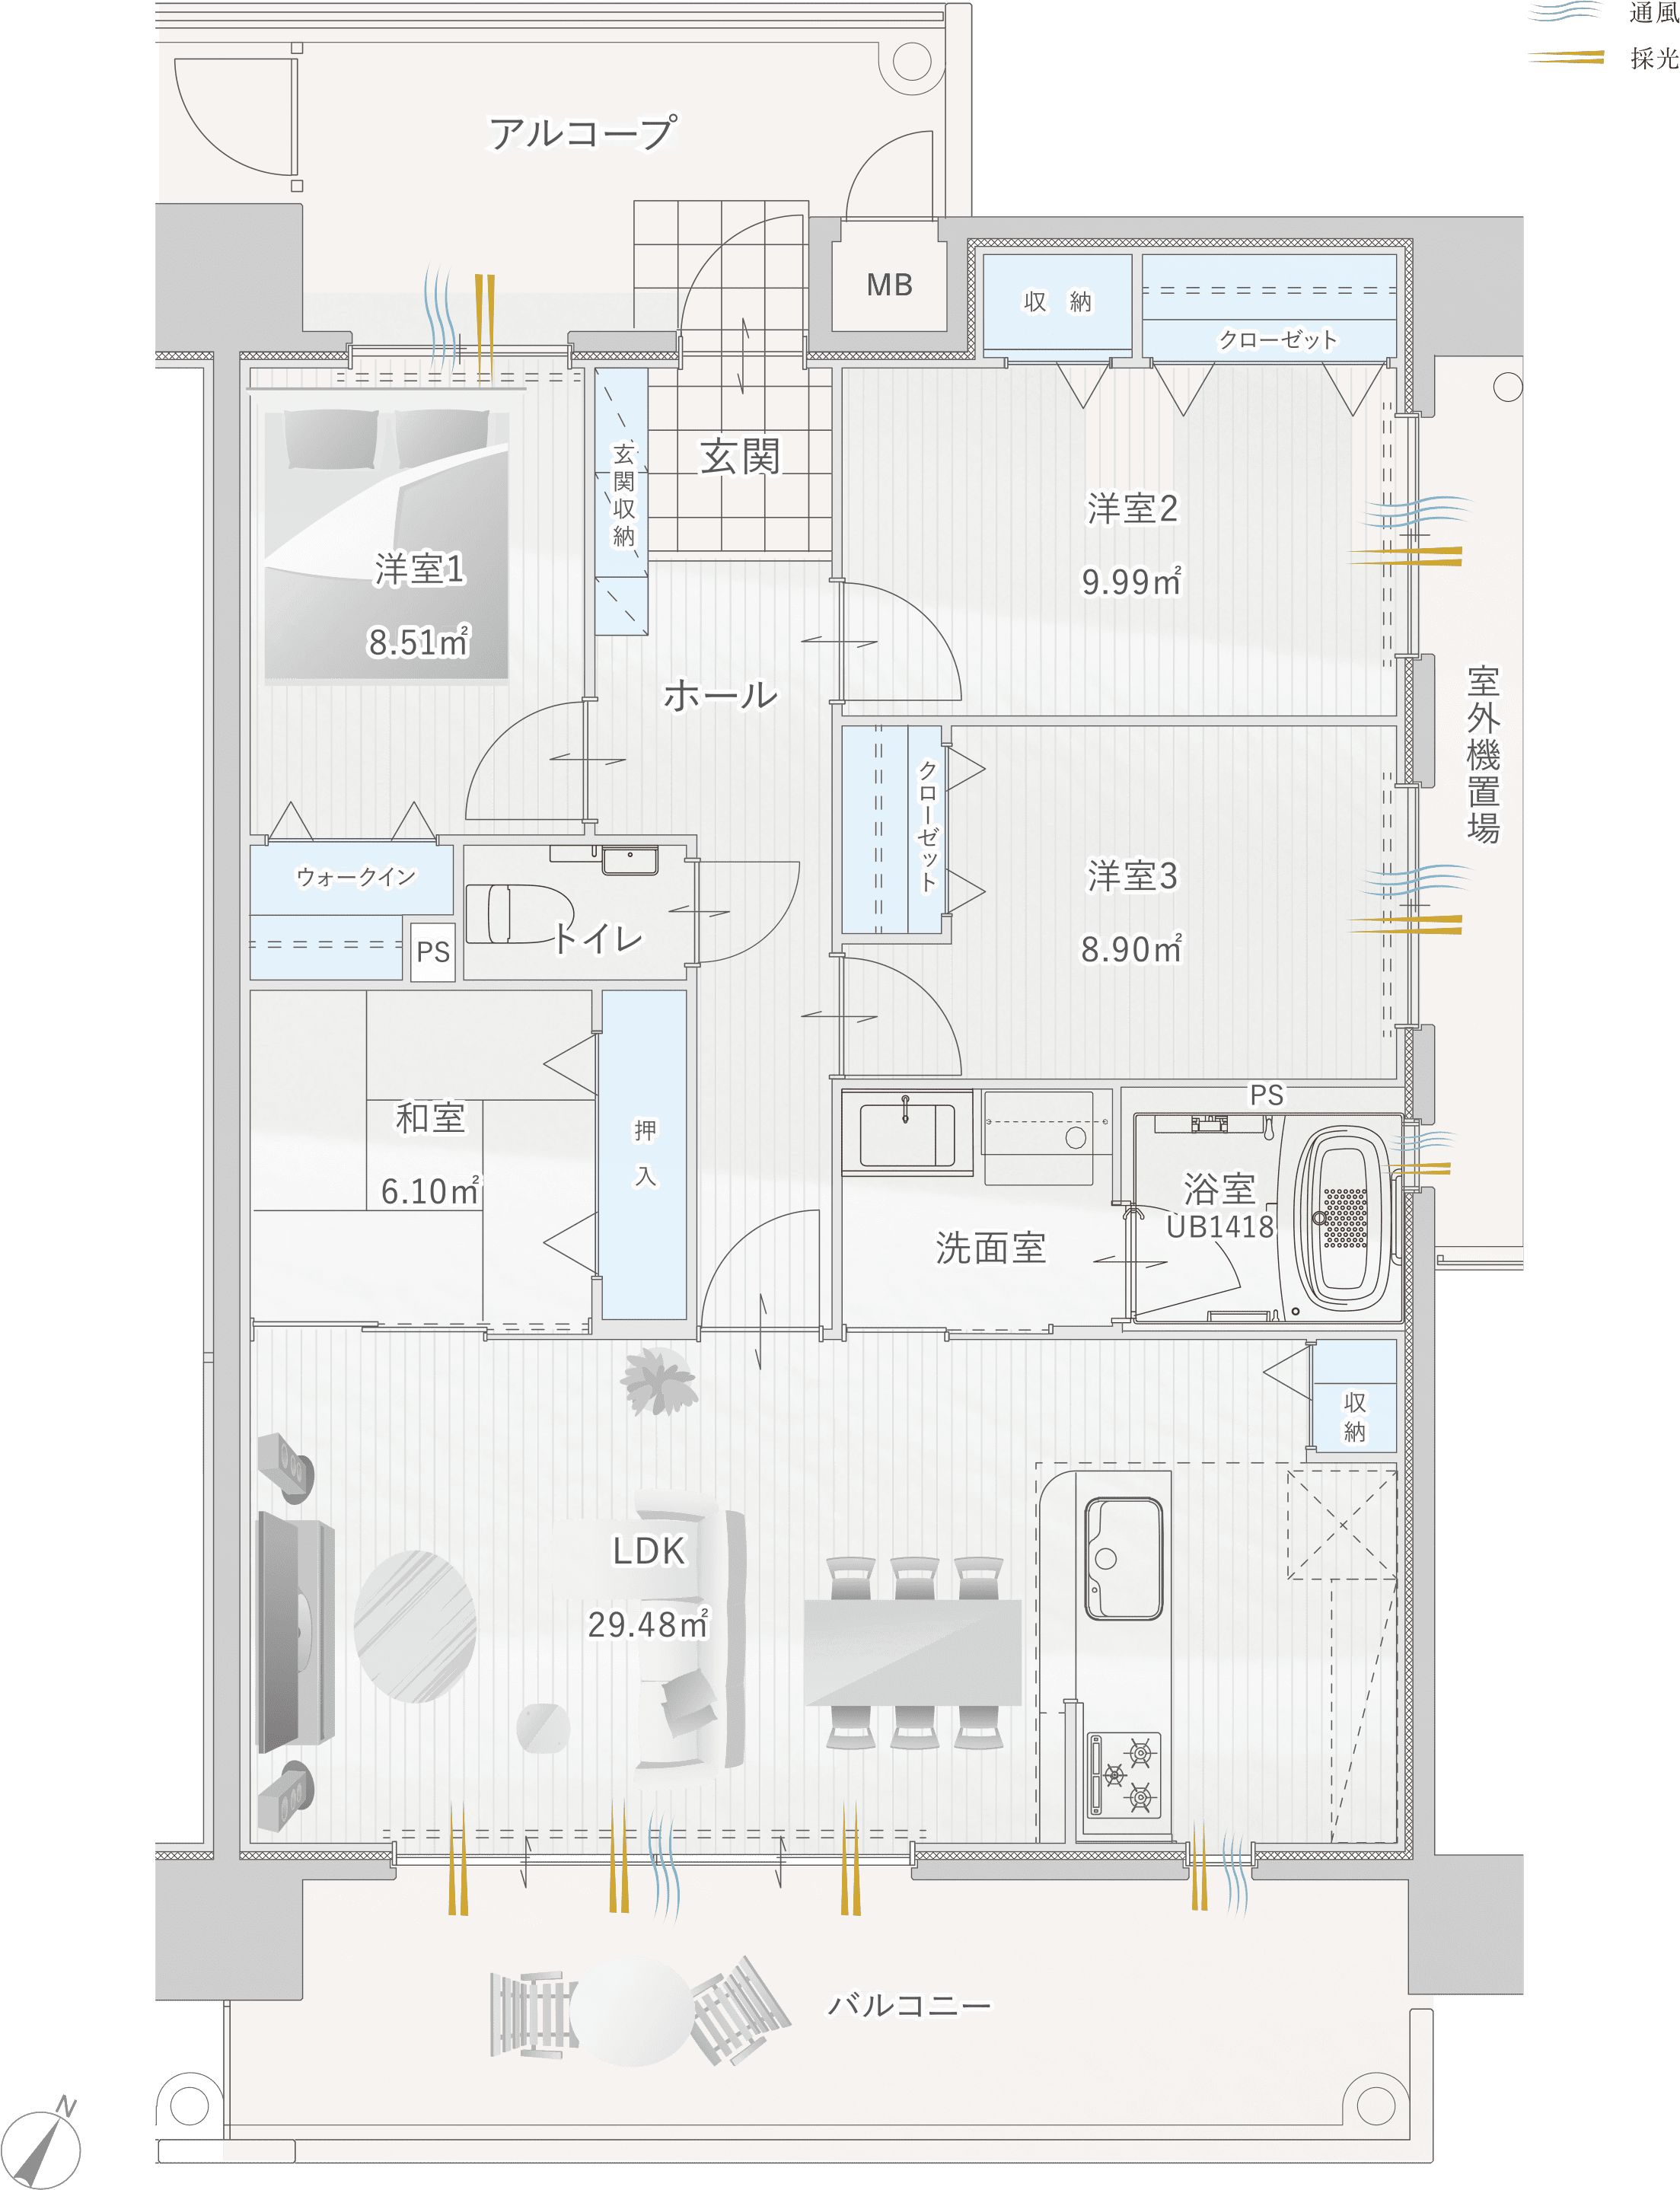 通風
採光
アルコープ
MB
収 納
クローゼット
玄関
玄関収納
洋室2
9.99㎡
洋室1
8.51㎡
ホール
室外機置場
クローゼット
洋室3
8.90㎡
ウォークイン
トイレ
PS
PS
和室
6.10㎡
押入
浴室
UB1418
洗面室
収納
LDK
29.48㎡
バルコニー
N